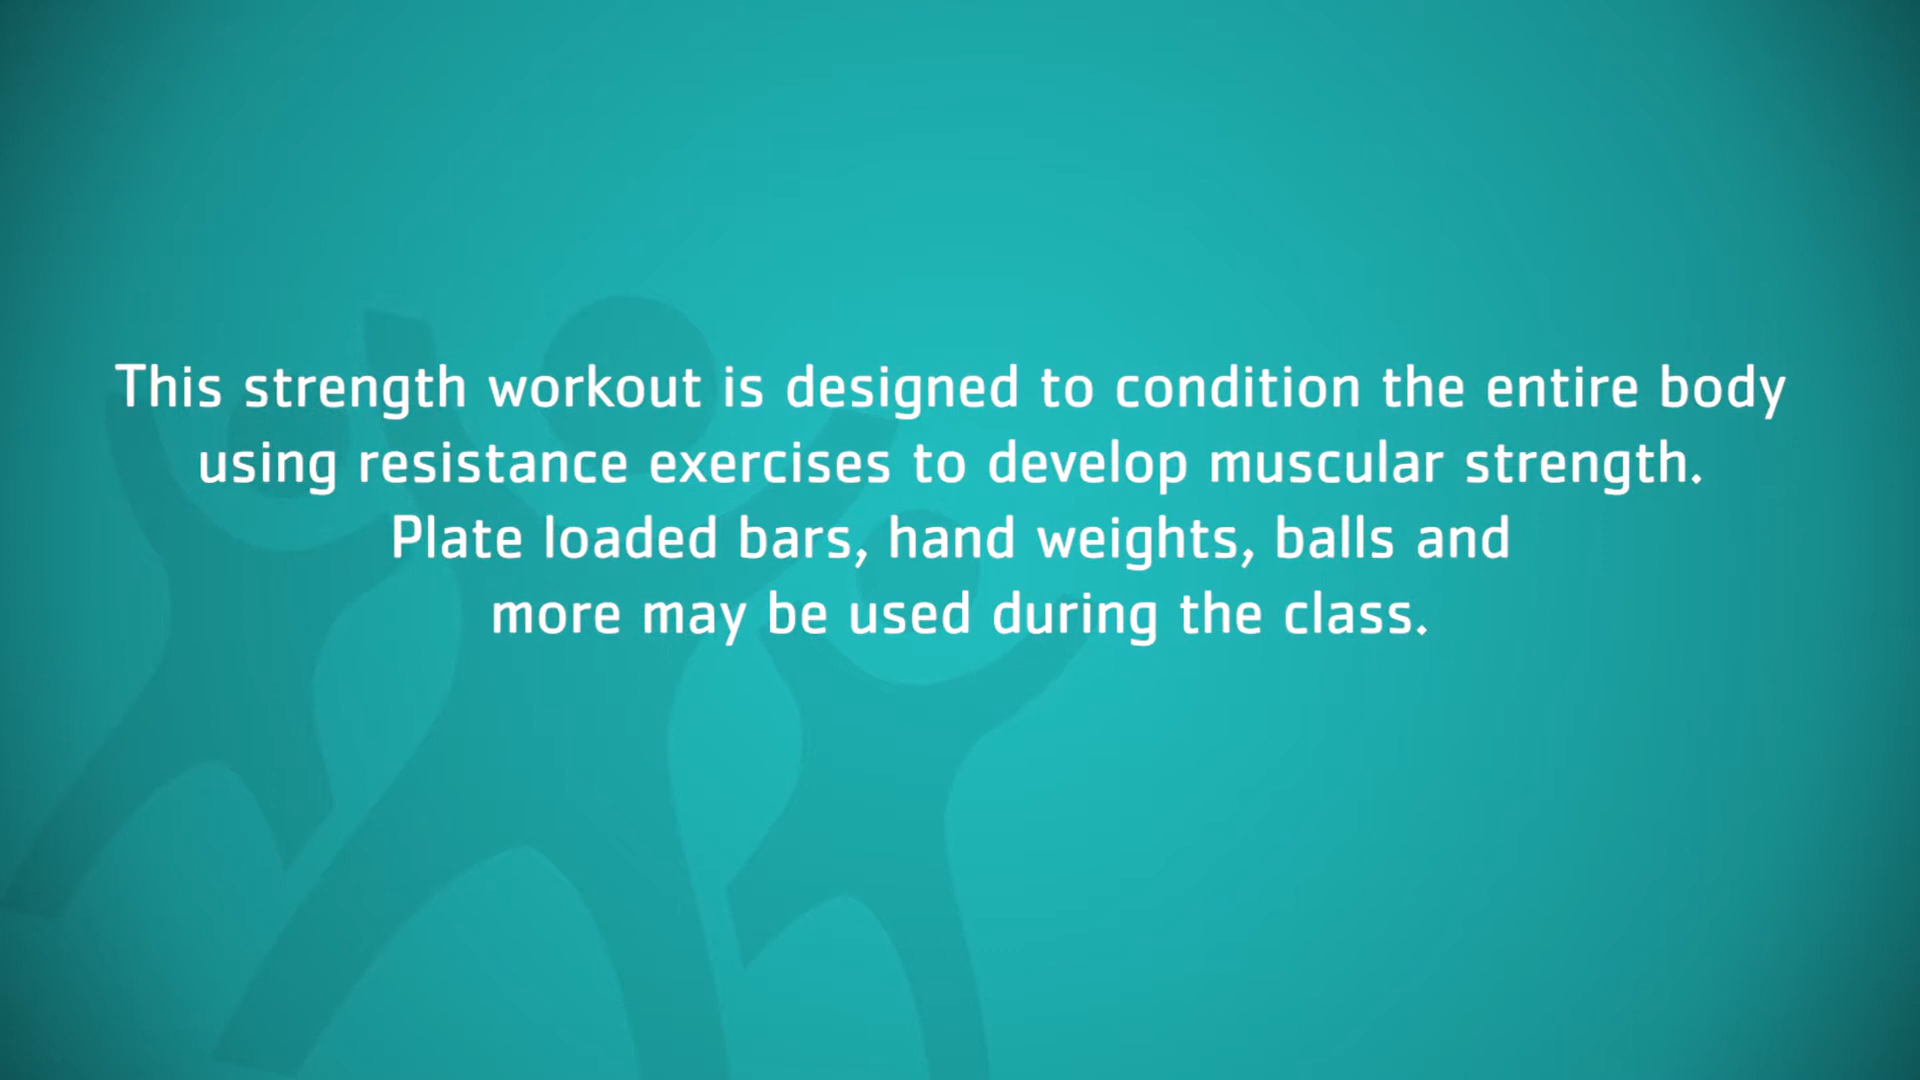 This strength workout is designed to condition the entire body
using resistance exercises to develop muscular strength.
Plate loaded bars, hand weights, balls and
more may be used during the class.